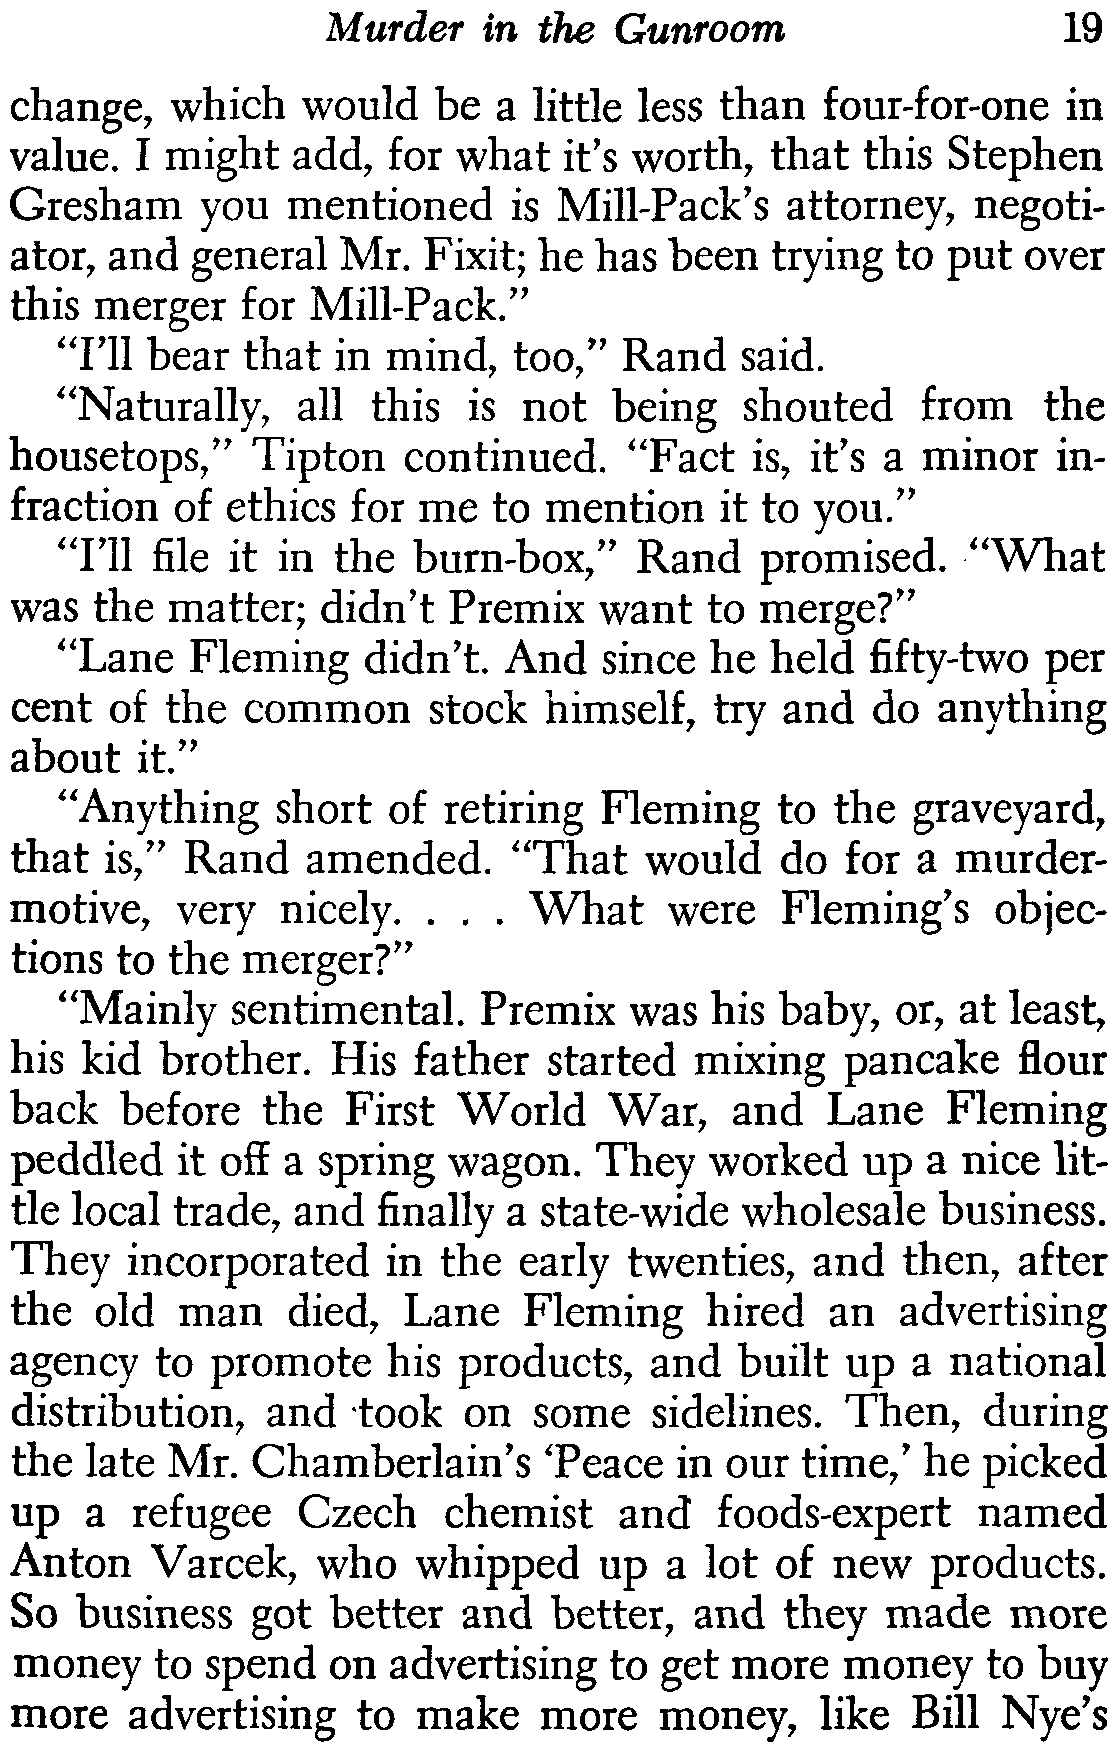 Murder in the Gunroom 19
change, which would be a little less than four-for-one in
value. I might add, for what it's worth, that this Stephen
Gresham you mentioned is Mill-Pack's attorney, negoti-
ator, and general Mr. Fixit; he has been trying to put over
this merger for Mill-Pack."
"I'll bear that in mind, too," Rand said.
"Naturally, all this is not being shouted from the
housetops," Tipton continued. "Fact is, it's a minor in-
fraction of ethics for me to mention it to you."
"I'll file it in the burn-box," Rand promised. "What
was the matter; didn't Premix want to merge?"
"Lane Fleming didn't. And since he held fifty-two per
cent of the common stock himself, try and do anything
about it."
"Anything short of retiring Fleming to the graveyard,
that is," Rand amended. "That would do for a murder-
motive, very nicely. . . . What were Fleming's objec-
tions to the merger?"
"Mainly sentimental. Premix was his baby, or, at least,
his kid brother. His father started mixing pancake flour
back before the First World War, and Lane Fleming
peddled it off a spring wagon. They worked up a nice lit-
tle local trade, and finally a state-wide wholesale business.
They incorporated in the early twenties, and then, after
the old man died, Lane Fleming hired an advertising
agency to promote his products, and built up a national
distribution, and took on some sidelines. Then, during
the late Mr. Chamberlain's 'Peace in our time,' he picked
up a refugee Czech chemist and foods-expert named
Anton Varcek, who whipped up a lot of new products.
So business got better and better, and they made more
money to spend on advertising to get more money to buy
more advertising to make more money, like Bill Nye's